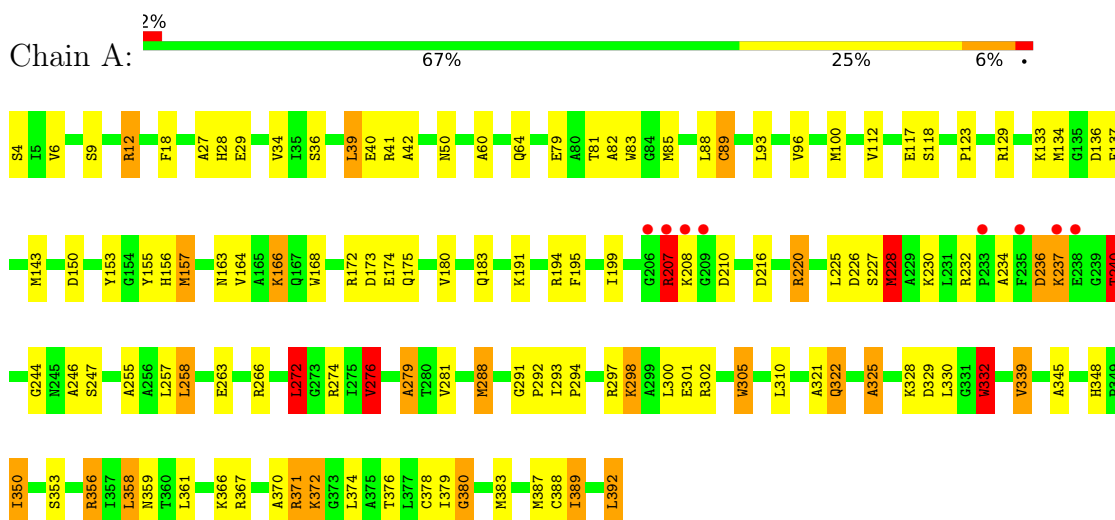 2%
Chain A:
67% 25% 6% •
S4 I5 V6 S9 R12 F18 A27 H28 E29 V34 I35 S36 L39 E40 R41 A42 N50 A60 Q64 E79 A80 T81 A82 W83 G84 M85 L88 C89 L93 V96 M100 V112 E117 S118 P123 R129 K133 M134 G135 D136
M143 D150 Y153 G154 Y155 H156 M157 N163 V164 A165 K166 Q167 W168 R172 D173 E174 Q175 V180 Q183 K191 R194 F195 I199 G206 R207 K208 G209 D210 D216 R220 L225 D226 S227 M228 A229 K230 L231 R232 P233 A234 F235 D236 K237 E238 G239
G244 N245 A246 S247 A255 A256 L257 L258 E263 R266 L272 G273 R274 I275 V276 A279 T280 V281 M288 G291 P292 I293 P294 R297 K298 A299 L300 E301 R302 W305 L310 A321 Q322 A325 K328 D329 L330 G331 W332 V339 A345 H348
I350 S353 R356 I357 L358 N359 T360 L361 K366 R367 A370 R371 K372 G373 L374 A375 T376 L377 C378 I379 G380 M383 M387 C388 I389 L392